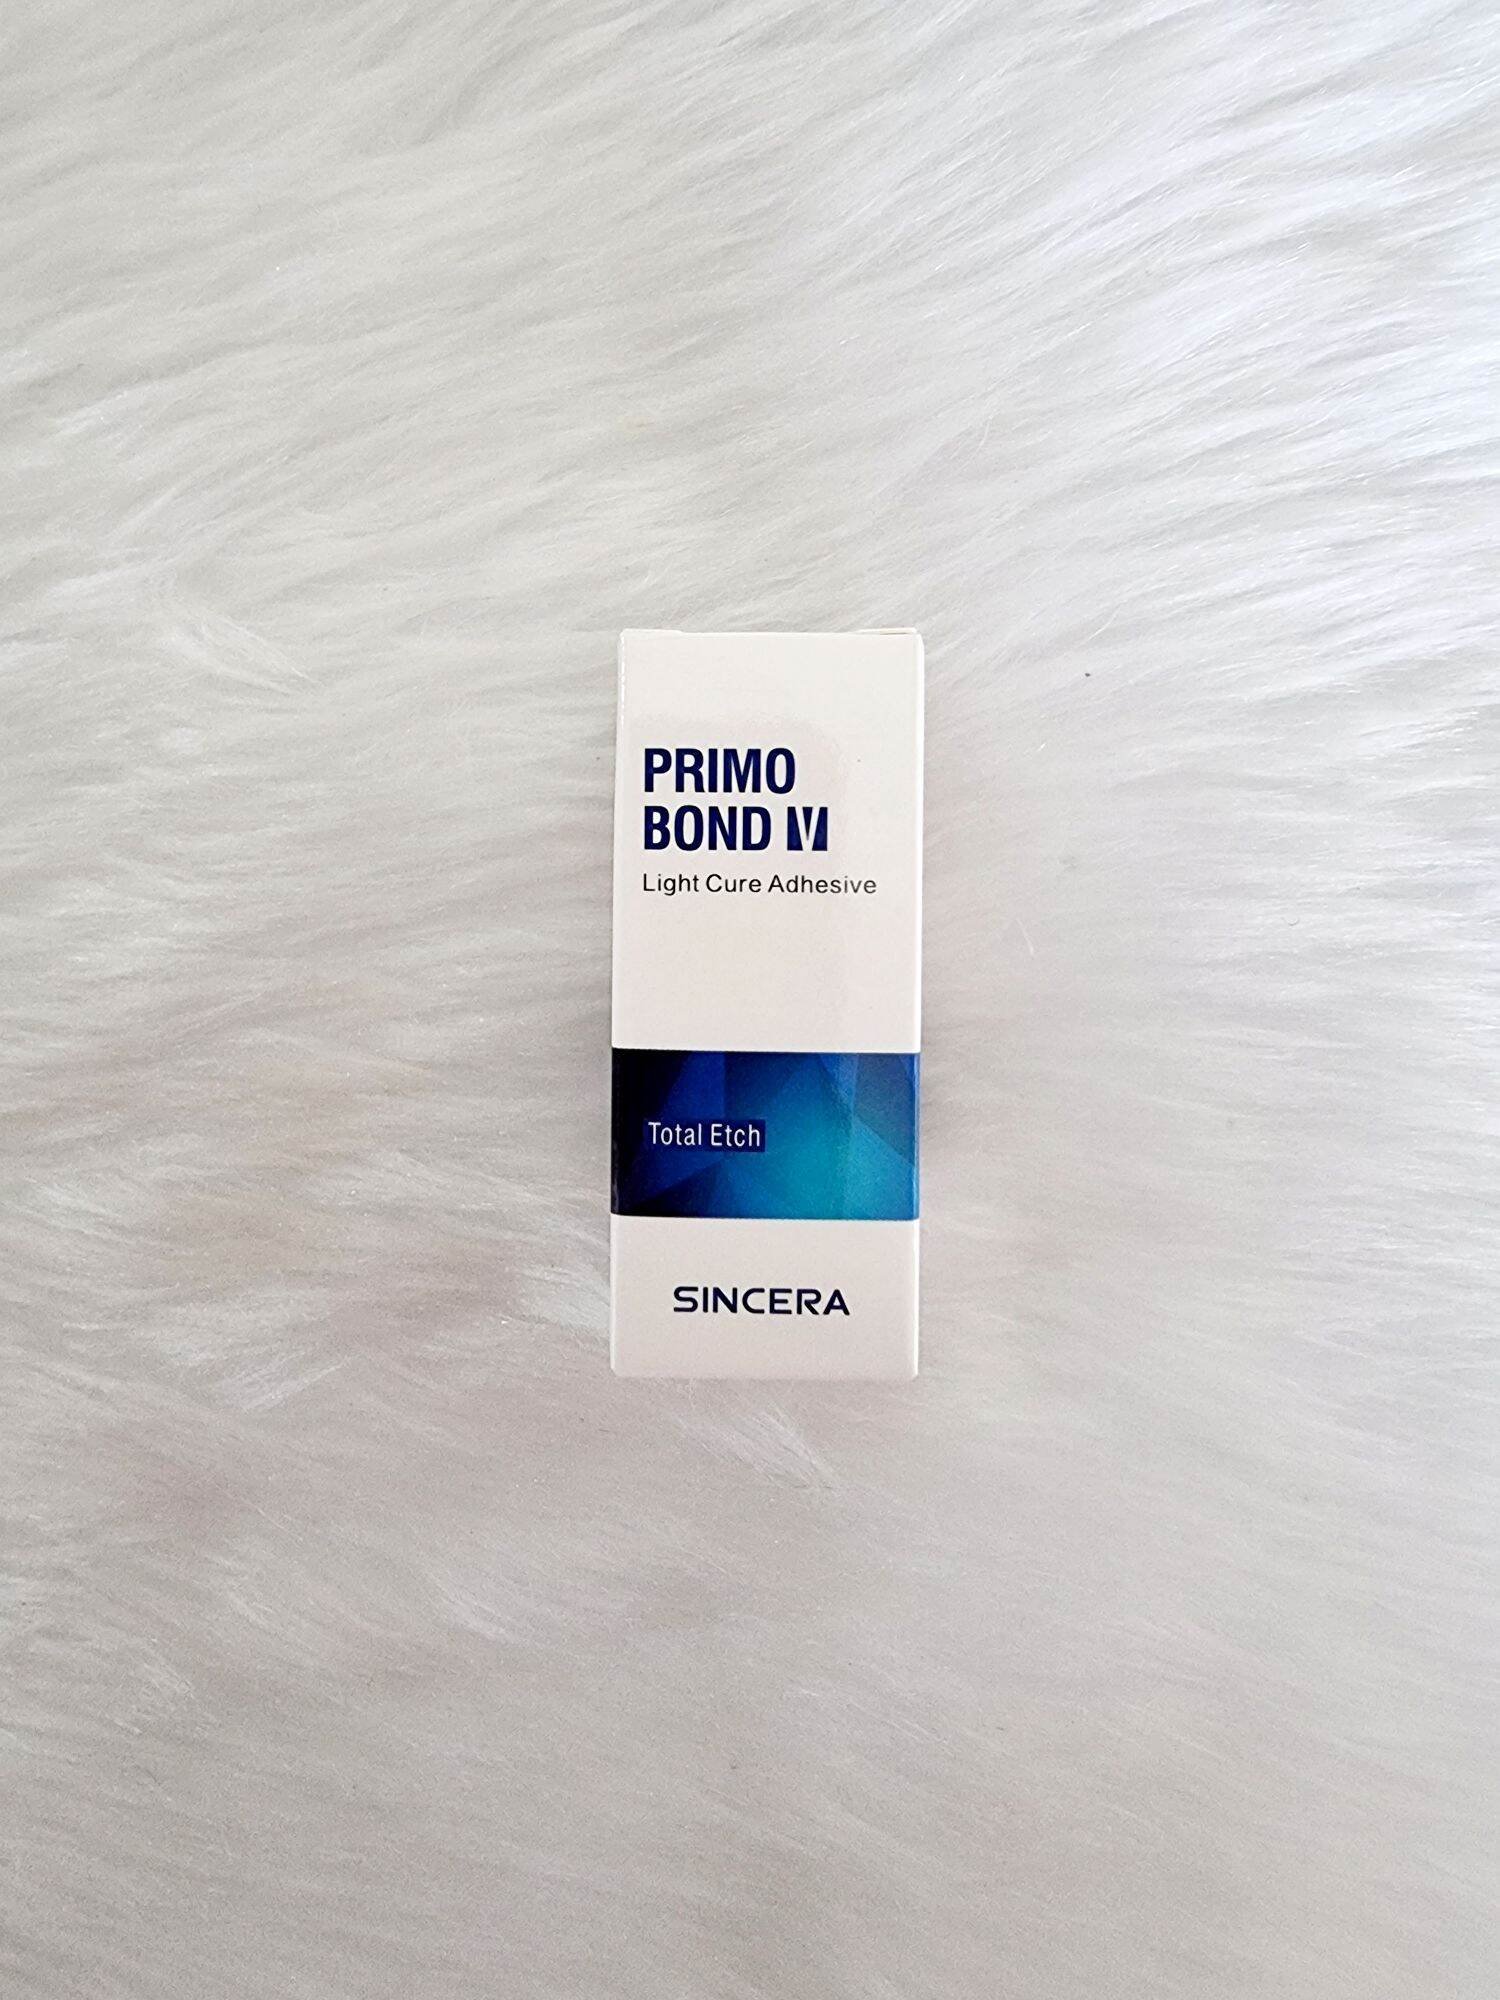 PRIMO
BOND V
Light Cure Adhesive
Total Etch
SINCERA